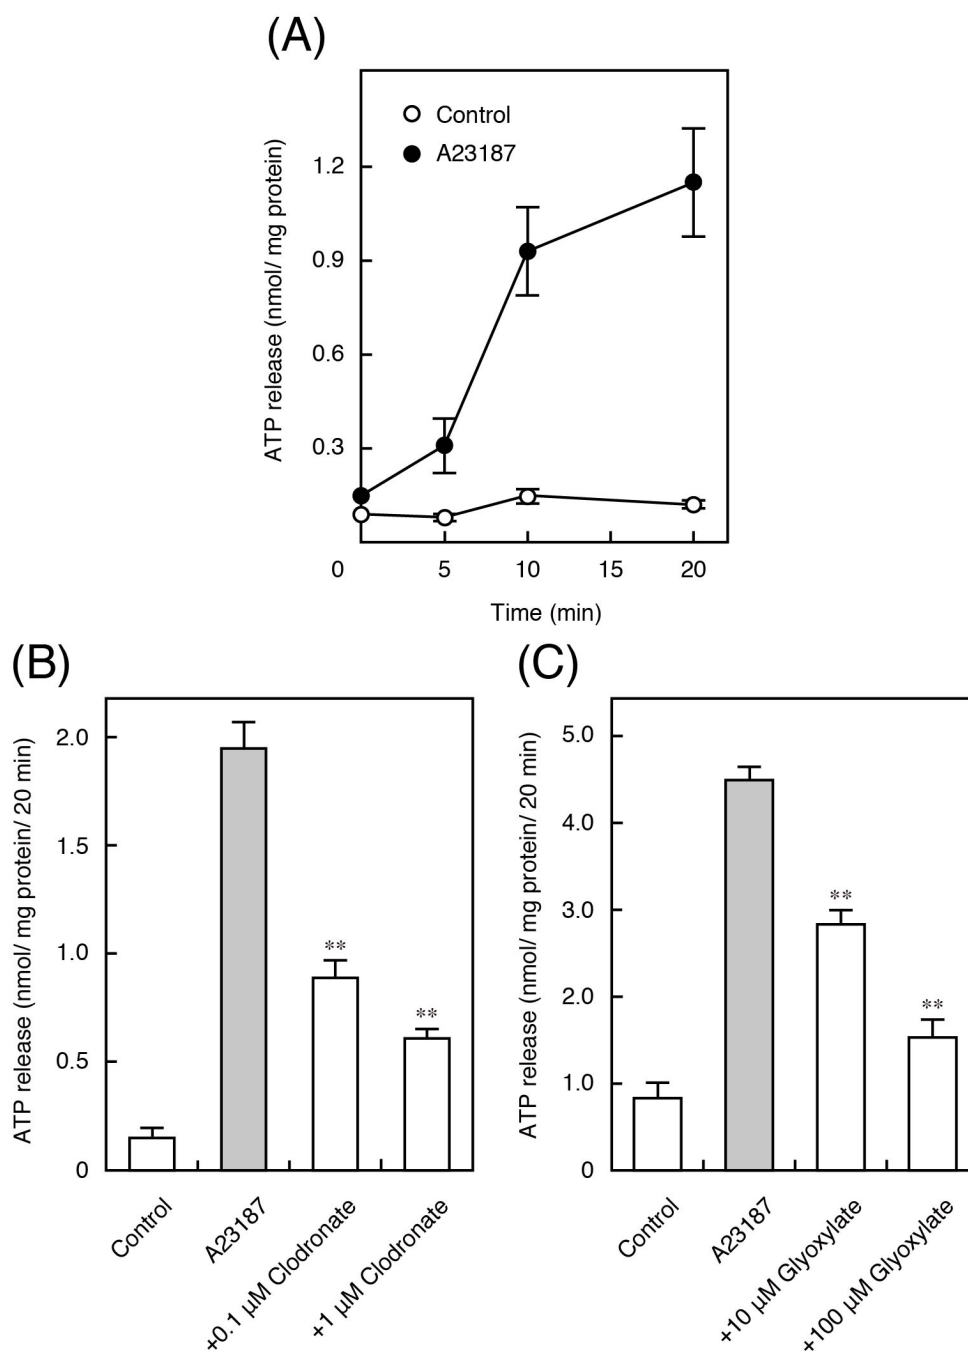 (A)
Control
A23187
ATP release (nmol/ mg protein)
1.2
0.9
0.6
0.3
0
5
10
15
20
Time (min)
(B)
ATP release (nmol/ mg protein/ 20 min)
2.0
1.5
1.0
0.5
0
**
**
Control
A23187
+0.1 µM Clodronate
+1 µM Clodronate
(C)
ATP release (nmol/ mg protein/ 20 min)
5.0
4.0
3.0
2.0
1.0
0
**
**
Control
A23187
+10 µM Glyoxylate
+100 µM Glyoxylate